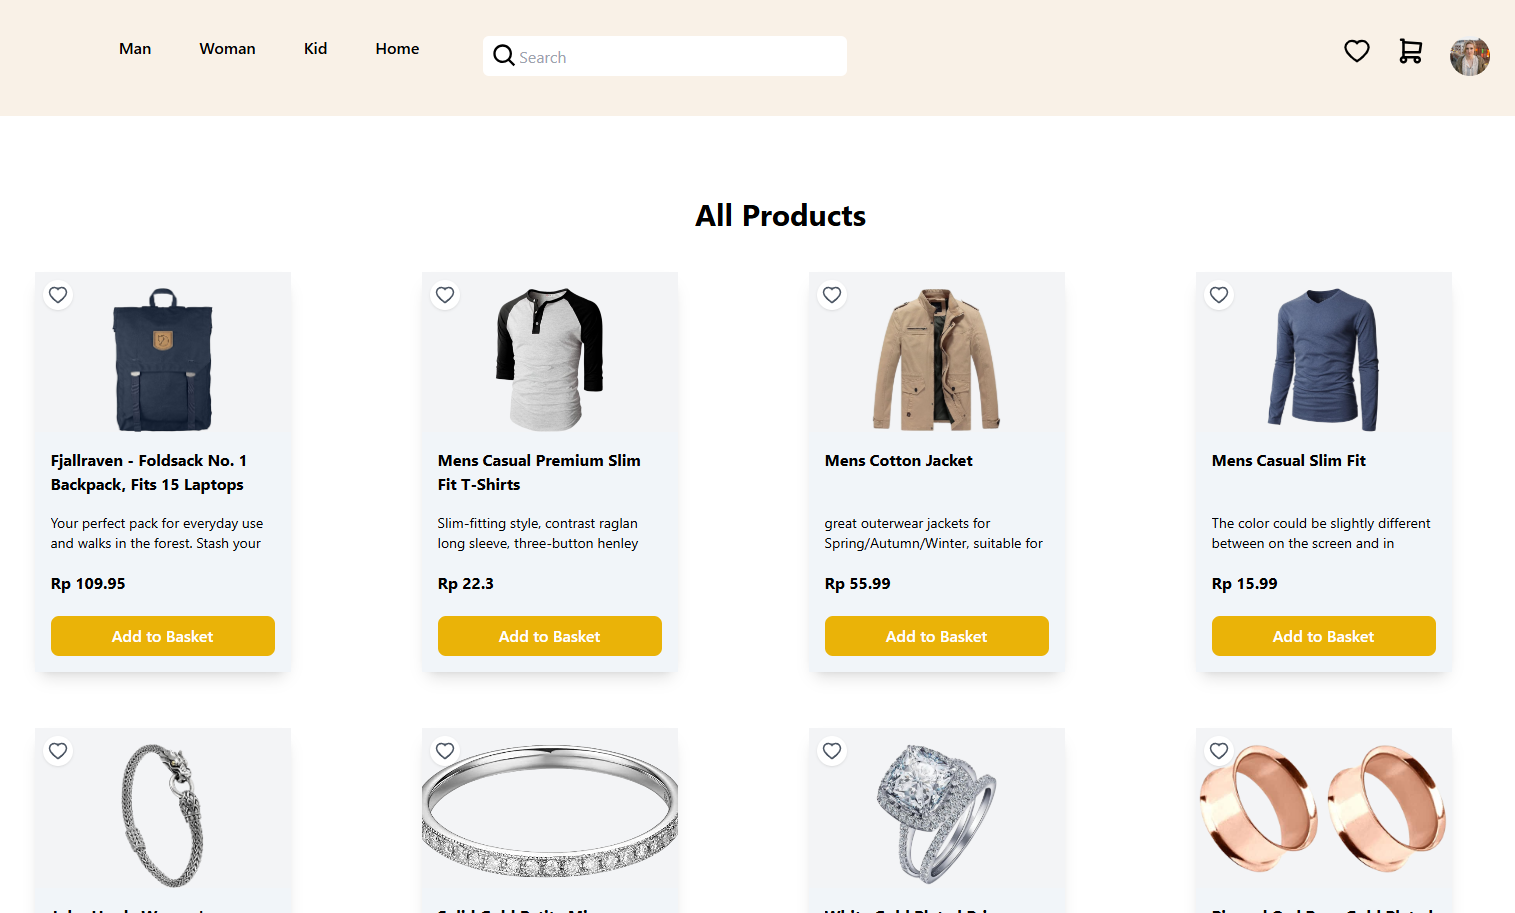 Man Woman Kid Home Search
All Products
Fjallraven - Foldsack No. 1
Backpack, Fits 15 Laptops
Your perfect pack for everyday use
and walks in the forest. Stash your
Rp 109.95
Add to Basket
Mens Casual Premium Slim
Fit T-Shirts
Slim-fitting style, contrast raglan
long sleeve, three-button henley
Rp 22.3
Add to Basket
Mens Cotton Jacket
great outerwear jackets for
Spring/Autumn/Winter, suitable for
Rp 55.99
Add to Basket
Mens Casual Slim Fit
The color could be slightly different
between on the screen and in
Rp 15.99
Add to Basket